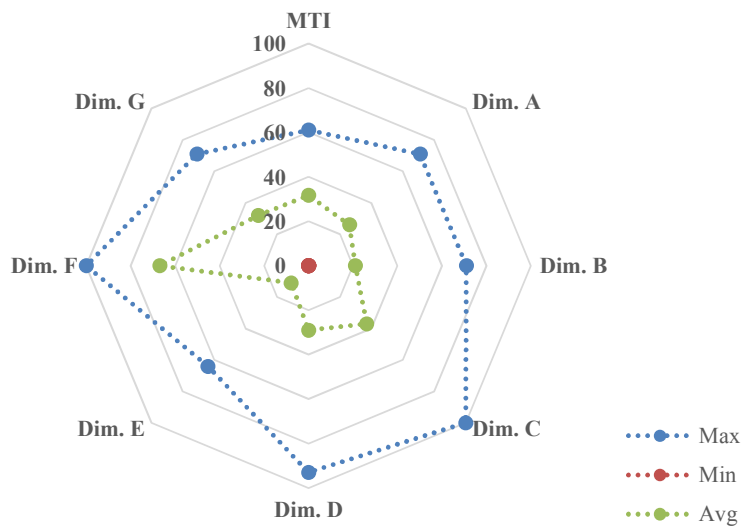 MTI
100
Dim. G
80
Dim. A
60
40
20
Dim. F
0
Dim. B
Dim. E
Dim. C
Max
Min
Dim. D
Avg